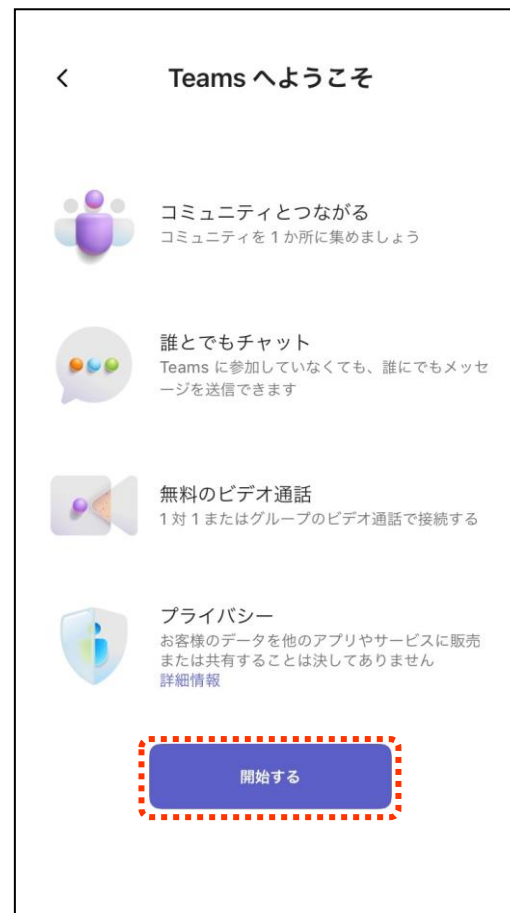 Teams へようこそ
コミュニティとつながる
コミュニティを 1 か所に集めましょう
誰とでもチャット
Teams に参加していなくても、誰にでもメッセ
ージを送信できます
無料のビデオ通話
1 対 1 またはグループのビデオ通話で接続する
プライバシー
お客様のデータを他のアプリやサービスに販売
または共有することは決してありません
詳細情報
開始する